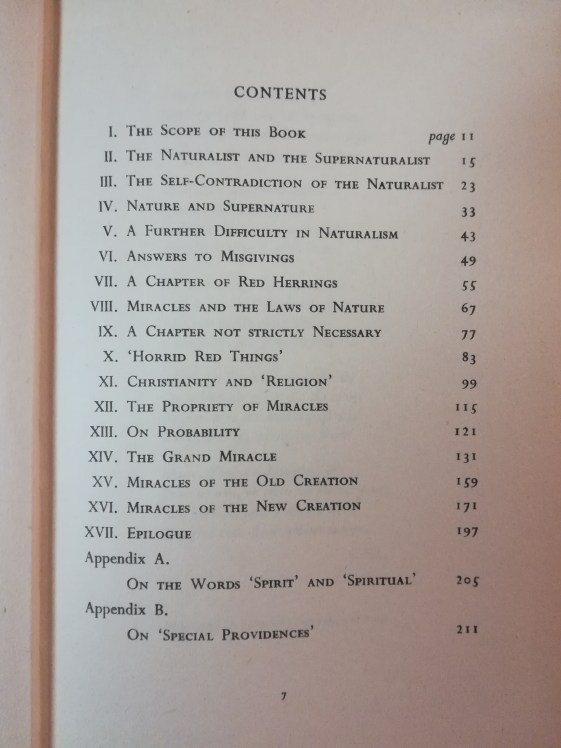 CONTENTS
I. The Scope of this Book page 11
II. The Naturalist and the Supernaturalist 15
III. The Self-Contradiction of the Naturalist 23
IV. Nature and Supernature 33
V. A Further Difficulty in Naturalism 43
VI. Answers to Misgivings 49
VII. A Chapter of Red Herrings 55
VIII. Miracles and the Laws of Nature 67
IX. A Chapter not strictly Necessary 77
X. ‘Horrid Red Things’ 83
XI. Christianity and ‘Religion’ 99
XII. The Propriety of Miracles 115
XIII. On Probability 121
XIV. The Grand Miracle 131
XV. Miracles of the Old Creation 159
XVI. Miracles of the New Creation 171
XVII. Epilogue 197
Appendix A.
On the Words ‘Spirit’ and ‘Spiritual’ 205
Appendix B.
On ‘Special Providences’ 211
7